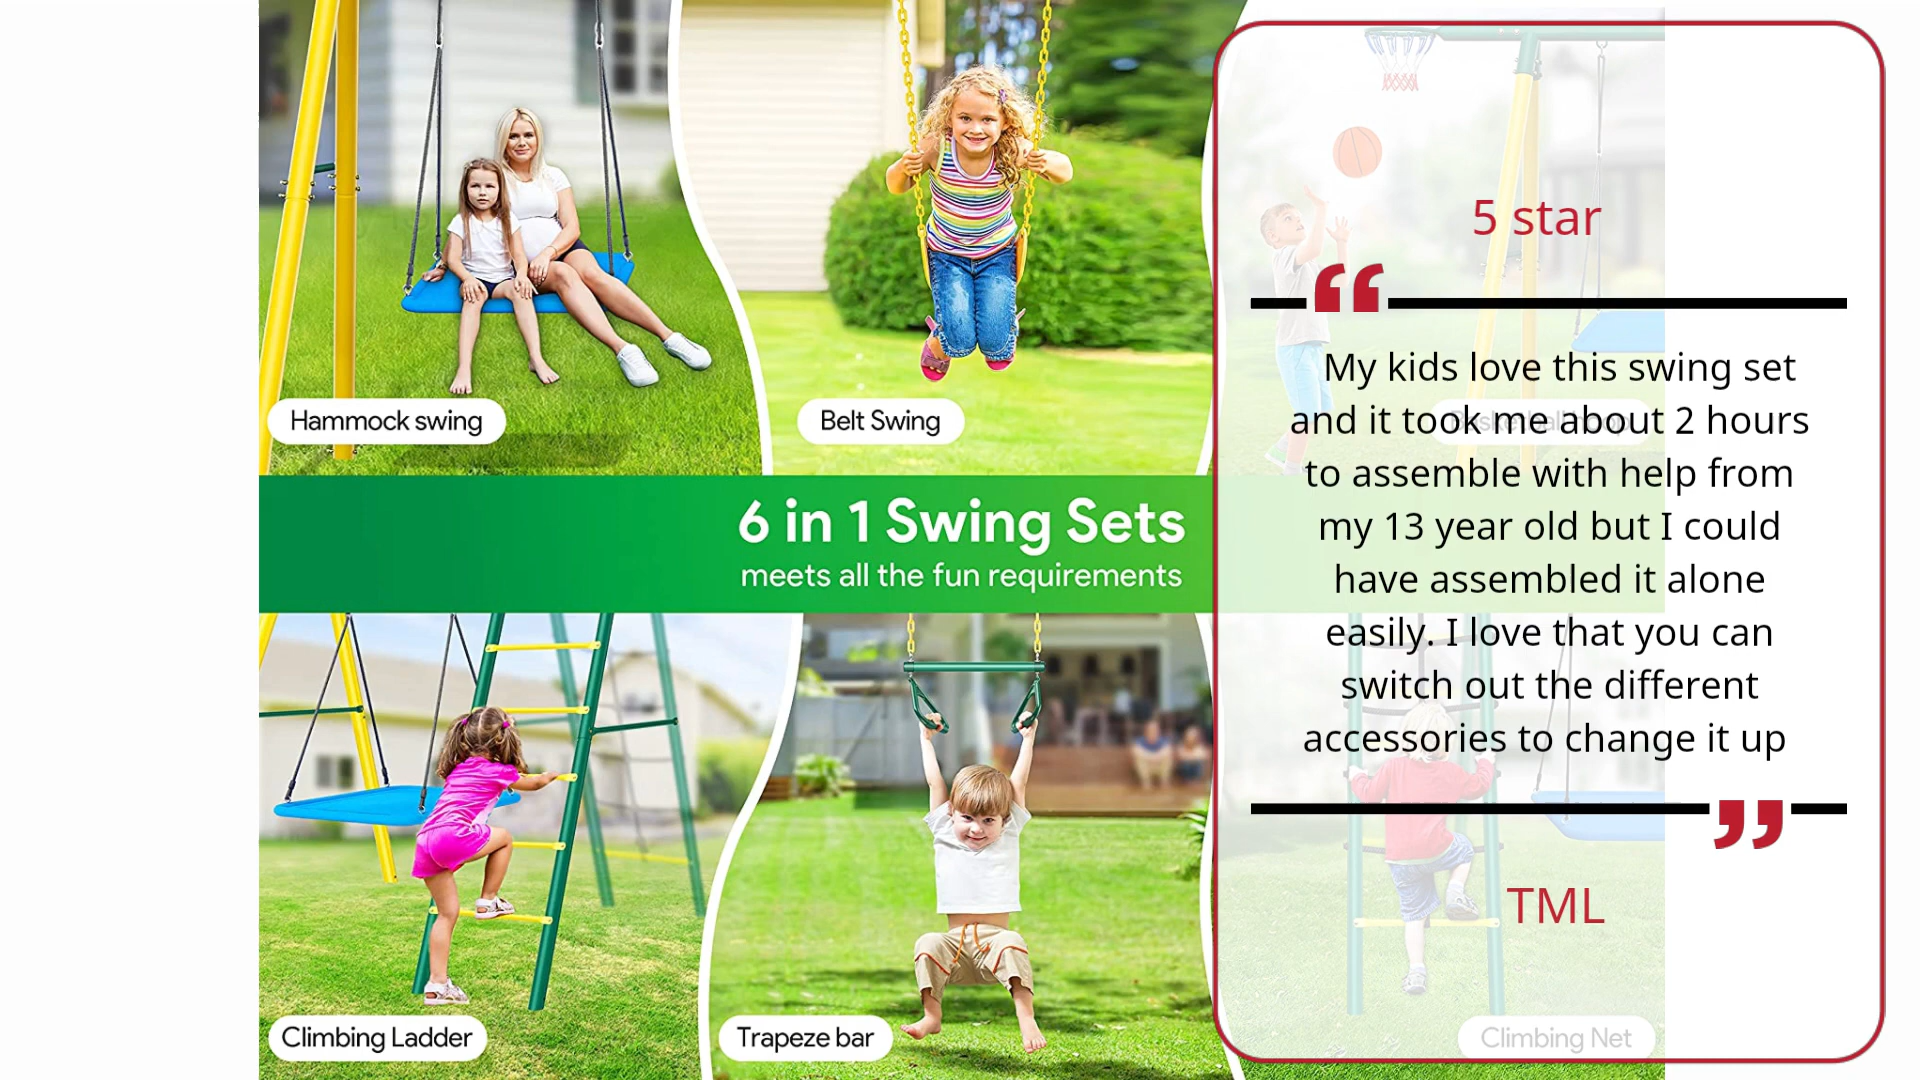 Hammock swing
Belt Swing
6 in 1 Swing Sets
meets all the fun requirements
Climbing Ladder
Trapeze bar
5 star
“
My kids love this swing set
and it took me about 2 hours
to assemble with help from
my 13 year old but I could
have assembled it alone
easily. I love that you can
switch out the different
accessories to change it up
”
TML
Climbing Net